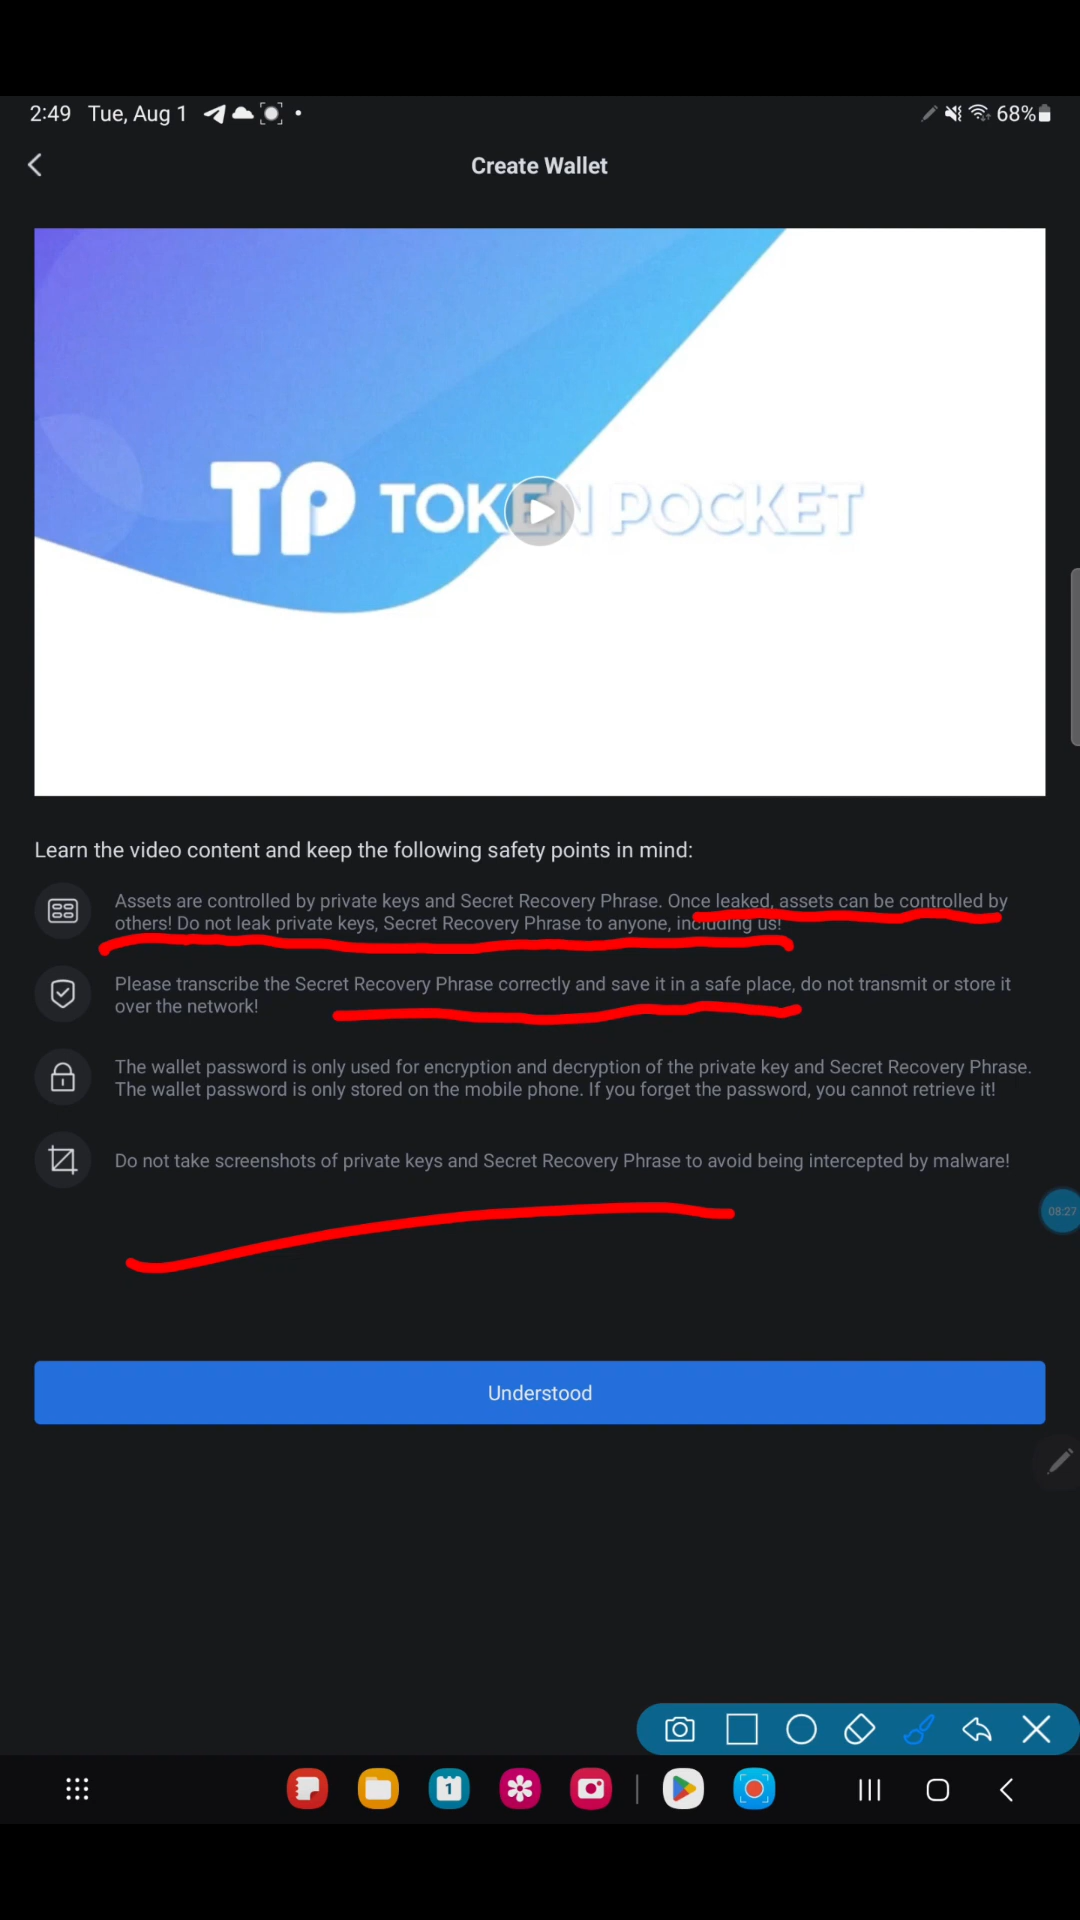 2:49 Tue, Aug 1 68%
Create Wallet
TP TOKEN POCKET
Learn the video content and keep the following safety points in mind:
Assets are controlled by private keys and Secret Recovery Phrase. Once leaked, assets can be controlled by
others! Do not leak private keys, Secret Recovery Phrase to anyone, including us!
Please transcribe the Secret Recovery Phrase correctly and save it in a safe place, do not transmit or store it
over the network!
The wallet password is only used for encryption and decryption of the private key and Secret Recovery Phrase.
The wallet password is only stored on the mobile phone. If you forget the password, you cannot retrieve it!
Do not take screenshots of private keys and Secret Recovery Phrase to avoid being intercepted by malware!
08:27
Understood
1